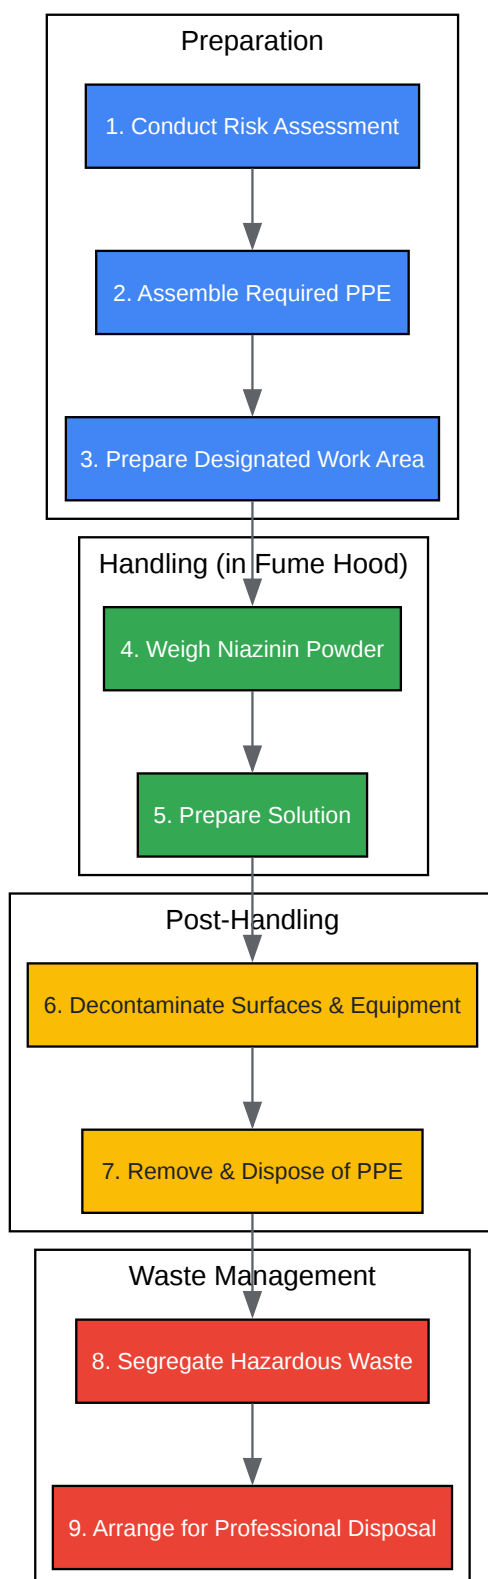 Preparation
1. Conduct Risk Assessment
2. Assemble Required PPE
3. Prepare Designated Work Area
Handling (in Fume Hood)
4. Weigh Niazinin Powder
5. Prepare Solution
Post-Handling
6. Decontaminate Surfaces & Equipment
7. Remove & Dispose of PPE
Waste Management
8. Segregate Hazardous Waste
9. Arrange for Professional Disposal